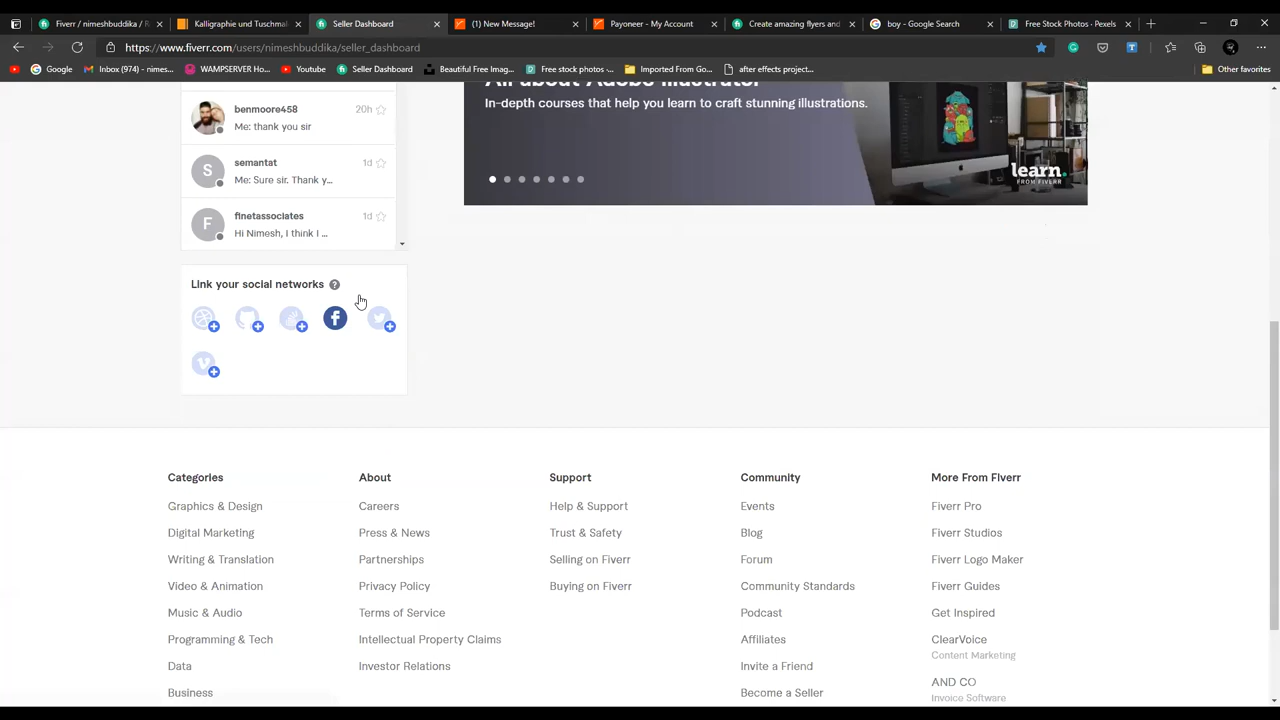 Fiverr / nimeshbuddika / R
Kalligraphie und Tuschmale
Seller Dashboard
(1) New Message!
Payoneer - My Account
Create amazing flyers and
boy - Google Search
Free Stock Photos · Pexels
https://www.fiverr.com/users/nimeshbuddika/seller_dashboard
Google
Inbox (974) - nimes...
WAMPSERVER Ho...
Youtube
Seller Dashboard
Beautiful Free Imag...
Free stock photos ·...
Imported From Go...
after effects project...
Other favorites
All about Adobe Illustrator
In-depth courses that help you learn to craft stunning illustrations.
learn.
FROM FIVERR
benmoore458
20h
Me: thank you sir
S
semantat
1d
Me: Sure sir. Thank y...
F
finetassociates
1d
Hi Nimesh, I think I ...
Link your social networks
Categories
Graphics & Design
Digital Marketing
Writing & Translation
Video & Animation
Music & Audio
Programming & Tech
Data
Business
About
Careers
Press & News
Partnerships
Privacy Policy
Terms of Service
Intellectual Property Claims
Investor Relations
Support
Help & Support
Trust & Safety
Selling on Fiverr
Buying on Fiverr
Community
Events
Blog
Forum
Community Standards
Podcast
Affiliates
Invite a Friend
Become a Seller
More From Fiverr
Fiverr Pro
Fiverr Studios
Fiverr Logo Maker
Fiverr Guides
Get Inspired
ClearVoice
Content Marketing
AND CO
Invoice Software